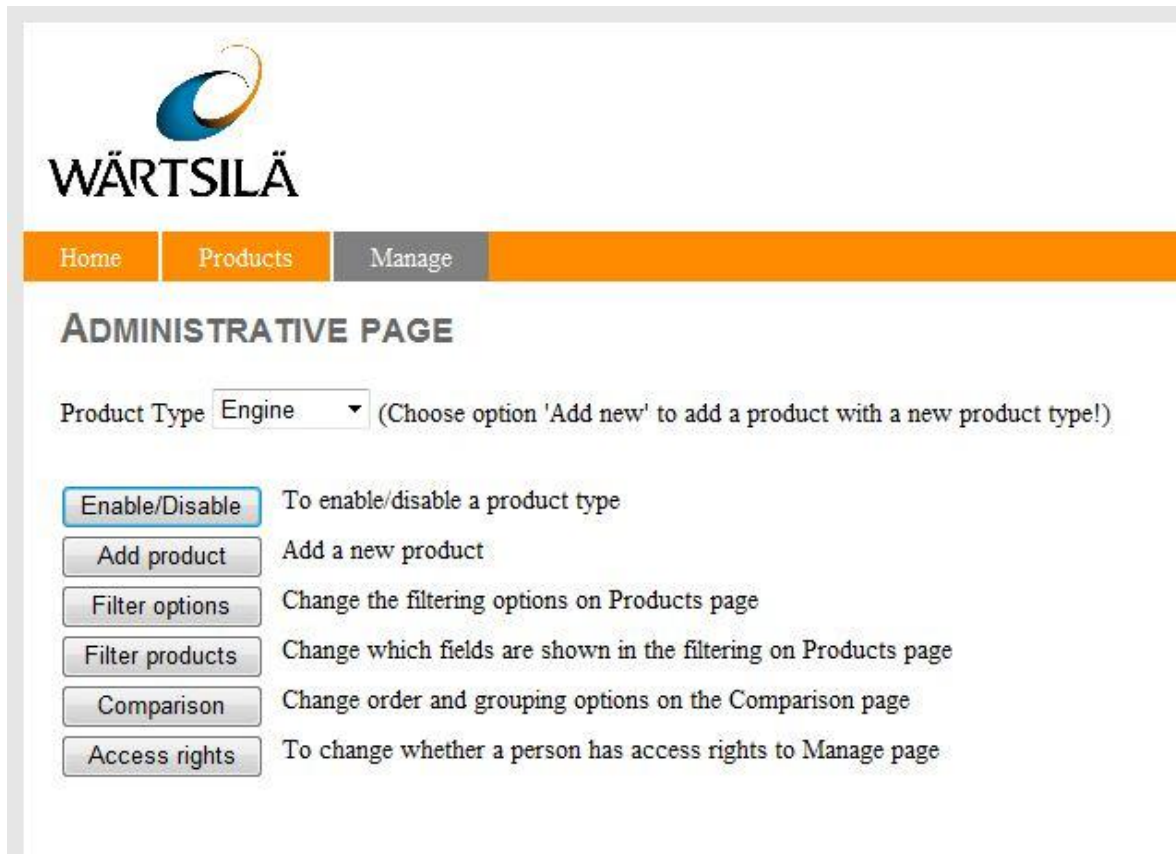 WÄRTSILÄ
Home Products Manage
ADMINISTRATIVE PAGE
Product Type Engine (Choose option 'Add new' to add a product with a new product type!)
Enable/Disable To enable/disable a product type
Add product Add a new product
Filter options Change the filtering options on Products page
Filter products Change which fields are shown in the filtering on Products page
Comparison Change order and grouping options on the Comparison page
Access rights To change whether a person has access rights to Manage page